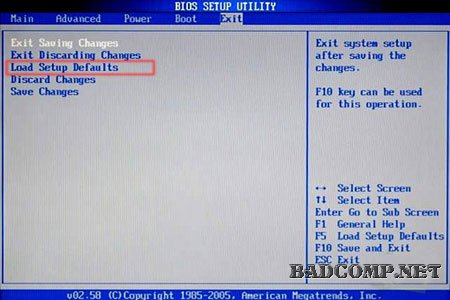 BIOS SETUP UTILITY
Main Advanced Power Boot Exit
Exit Saving Changes
Exit Discarding Changes
Load Setup Defaults
Discard Changes
Save Changes
Exit system setup
after saving the
changes.
F10 key can be used
for this operation.
↔ Select Screen
↑↓ Select Item
Enter Go to Sub Screen
F1 General Help
F5 Load Setup Defaults
F10 Save and Exit
ESC Exit
BADCOMP.NET
v02.58 (C)Copyright 1985-2005, American Megatrends, Inc.